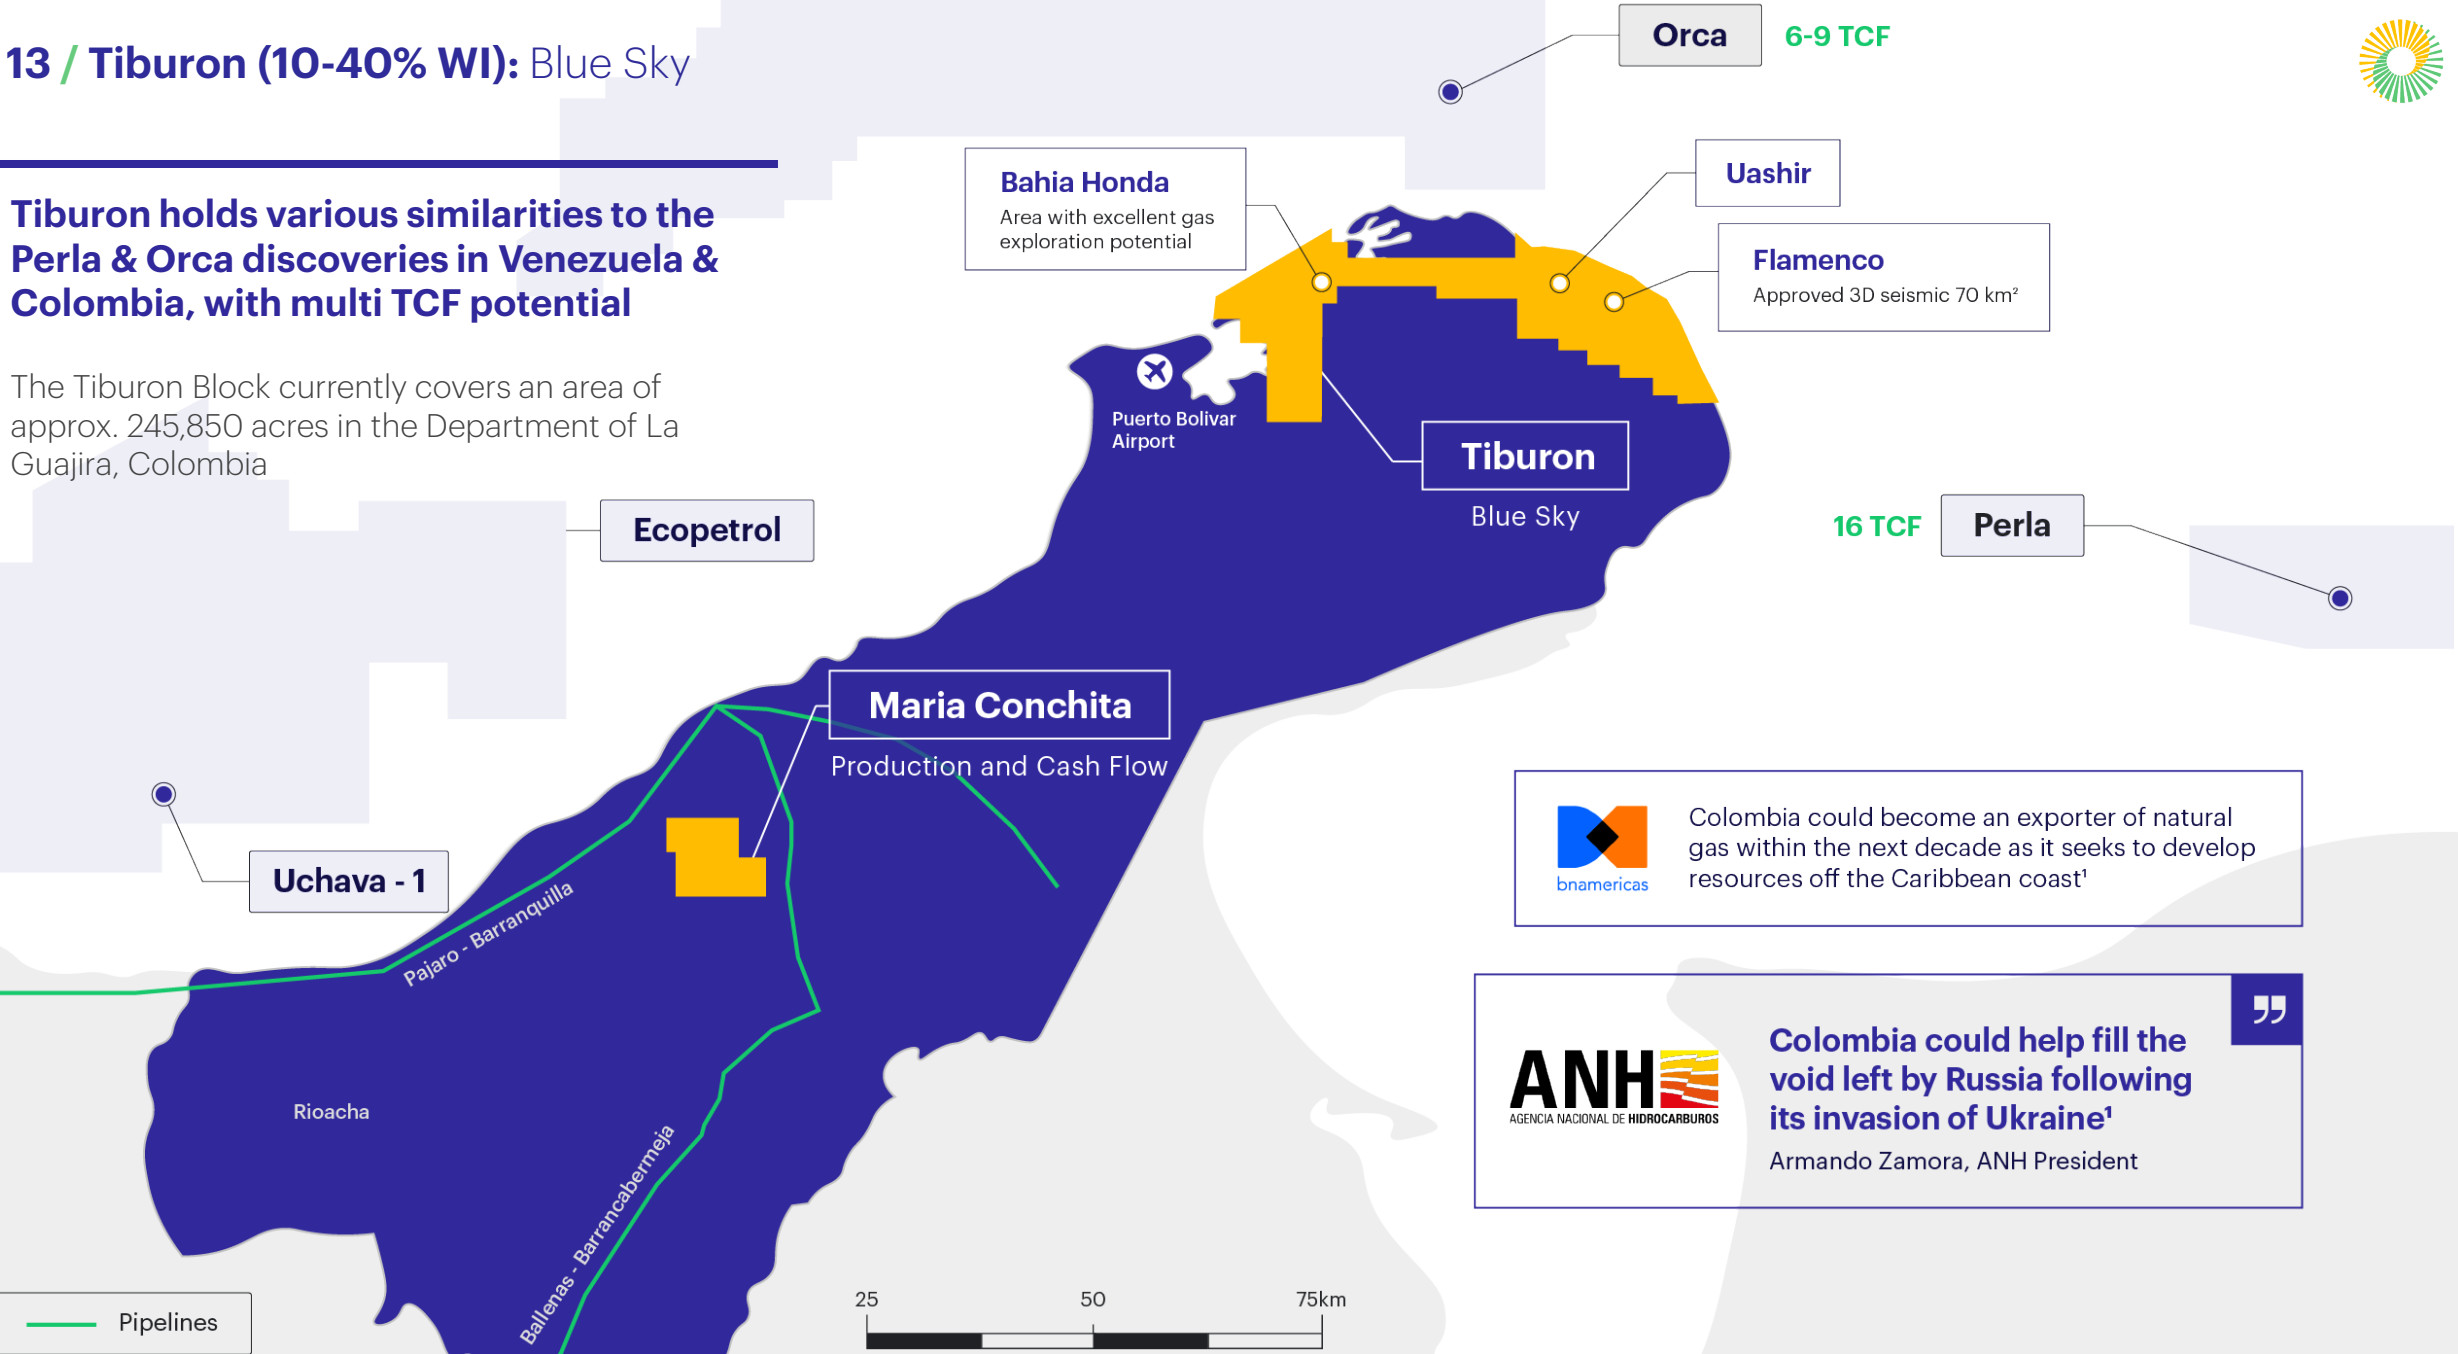 13 / Tiburon (10-40% WI): Blue Sky
Tiburon holds various similarities to the
Perla & Orca discoveries in Venezuela &
Colombia, with multi TCF potential
The Tiburon Block currently covers an area of
approx. 245,850 acres in the Department of La
Guajira, Colombia
Orca
6-9 TCF
Bahia Honda
Area with excellent gas
exploration potential
Uashir
Flamenco
Approved 3D seismic 70 km²
Puerto Bolivar
Airport
Tiburon
Blue Sky
Ecopetrol
16 TCF
Perla
Maria Conchita
Production and Cash Flow
Uchava - 1
Pajaro - Barranquilla
Rioacha
Ballenas - Barrancabermeja
bnamericas
Colombia could become an exporter of natural
gas within the next decade as it seeks to develop
resources off the Caribbean coast¹
ANH
AGENCIA NACIONAL DE HIDROCARBUROS
Colombia could help fill the
void left by Russia following
its invasion of Ukraine¹
Armando Zamora, ANH President
Pipelines
25 50 75km